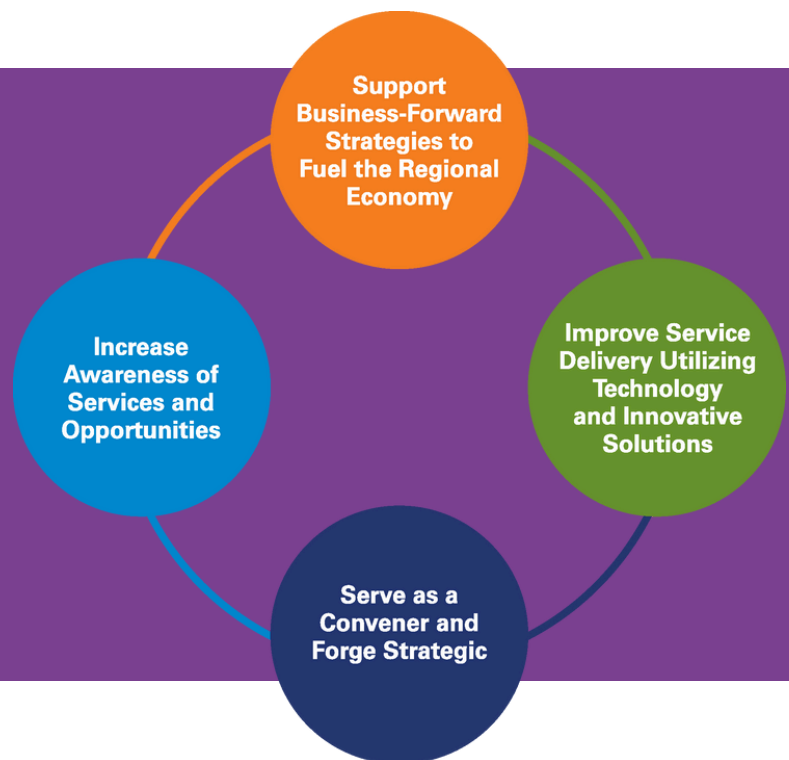 Support
Business-Forward
Strategies to
Fuel the Regional
Economy
Increase
Awareness of
Services and
Opportunities
Improve Service
Delivery Utilizing
Technology
and Innovative
Solutions
Serve as a
Convener and
Forge Strategic